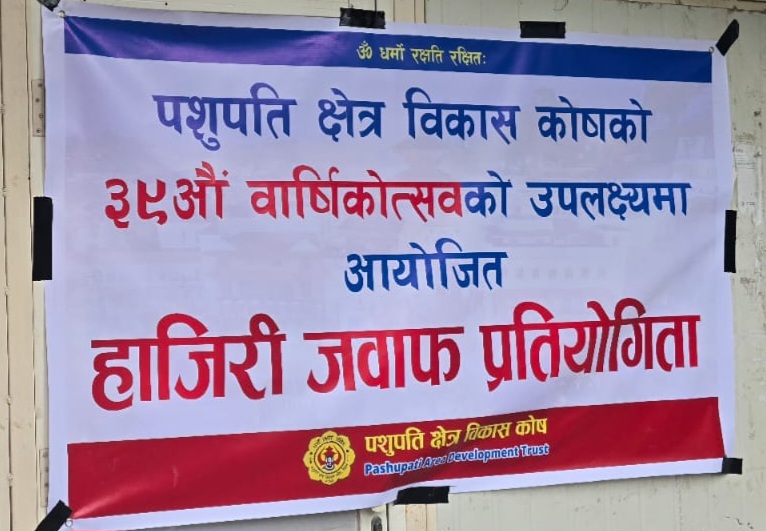 ॐ धर्मो रक्षति रक्षितः
पशुपति क्षेत्र विकास कोषको
३९औं वार्षिकोत्सवको उपलक्ष्यमा
आयोजित
हाजिरी जवाफ प्रतियोगिता
पशुपति क्षेत्र विकास कोष
Pashupati Area Development Trust